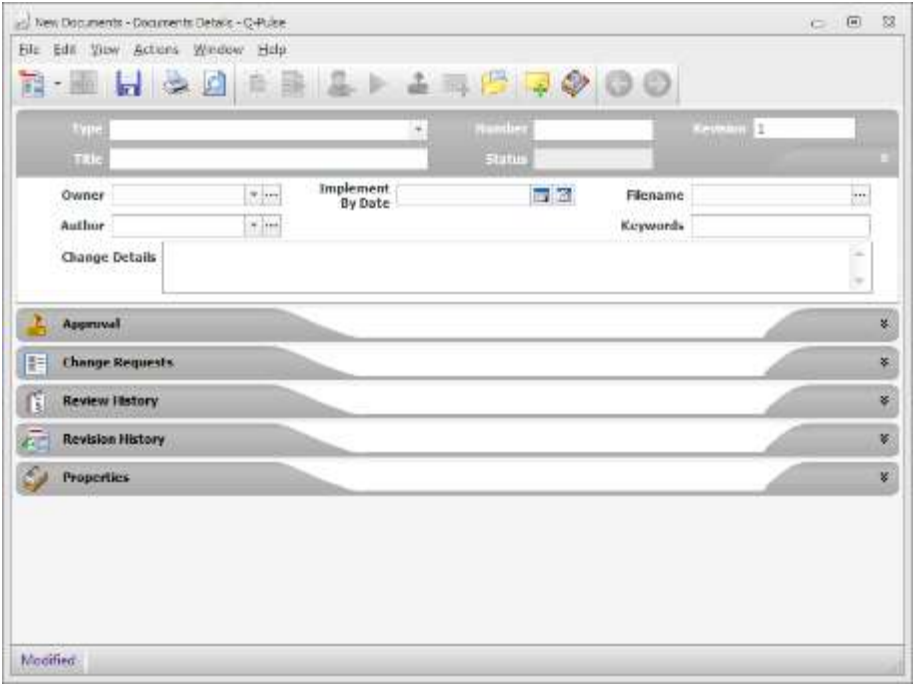 New Documents - Documents Details - Q-Pulse
File Edit View Actions Window Help
Type Number Revision 1
Title Status
Owner Implement By Date Filename
Author Keywords
Change Details
Approval
Change Requests
Review History
Revision History
Properties
Modified